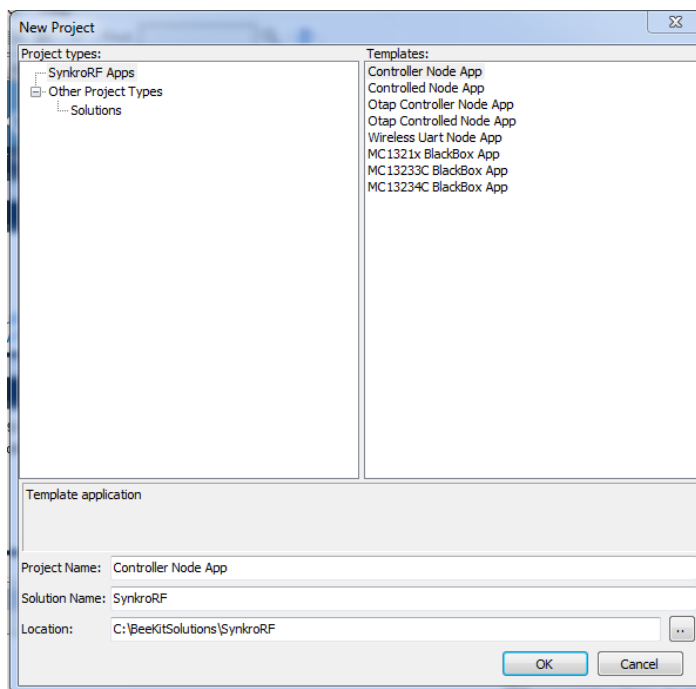 New Project
Project types:
SynkroRF Apps
Other Project Types
Solutions
Templates:
Controller Node App
Controlled Node App
Otap Controller Node App
Otap Controlled Node App
Wireless Uart Node App
MC1321x BlackBox App
MC13233C BlackBox App
MC13234C BlackBox App
Template application
Project Name: Controller Node App
Solution Name: SynkroRF
Location: C:\BeeKitSolutions\SynkroRF ..
OK Cancel